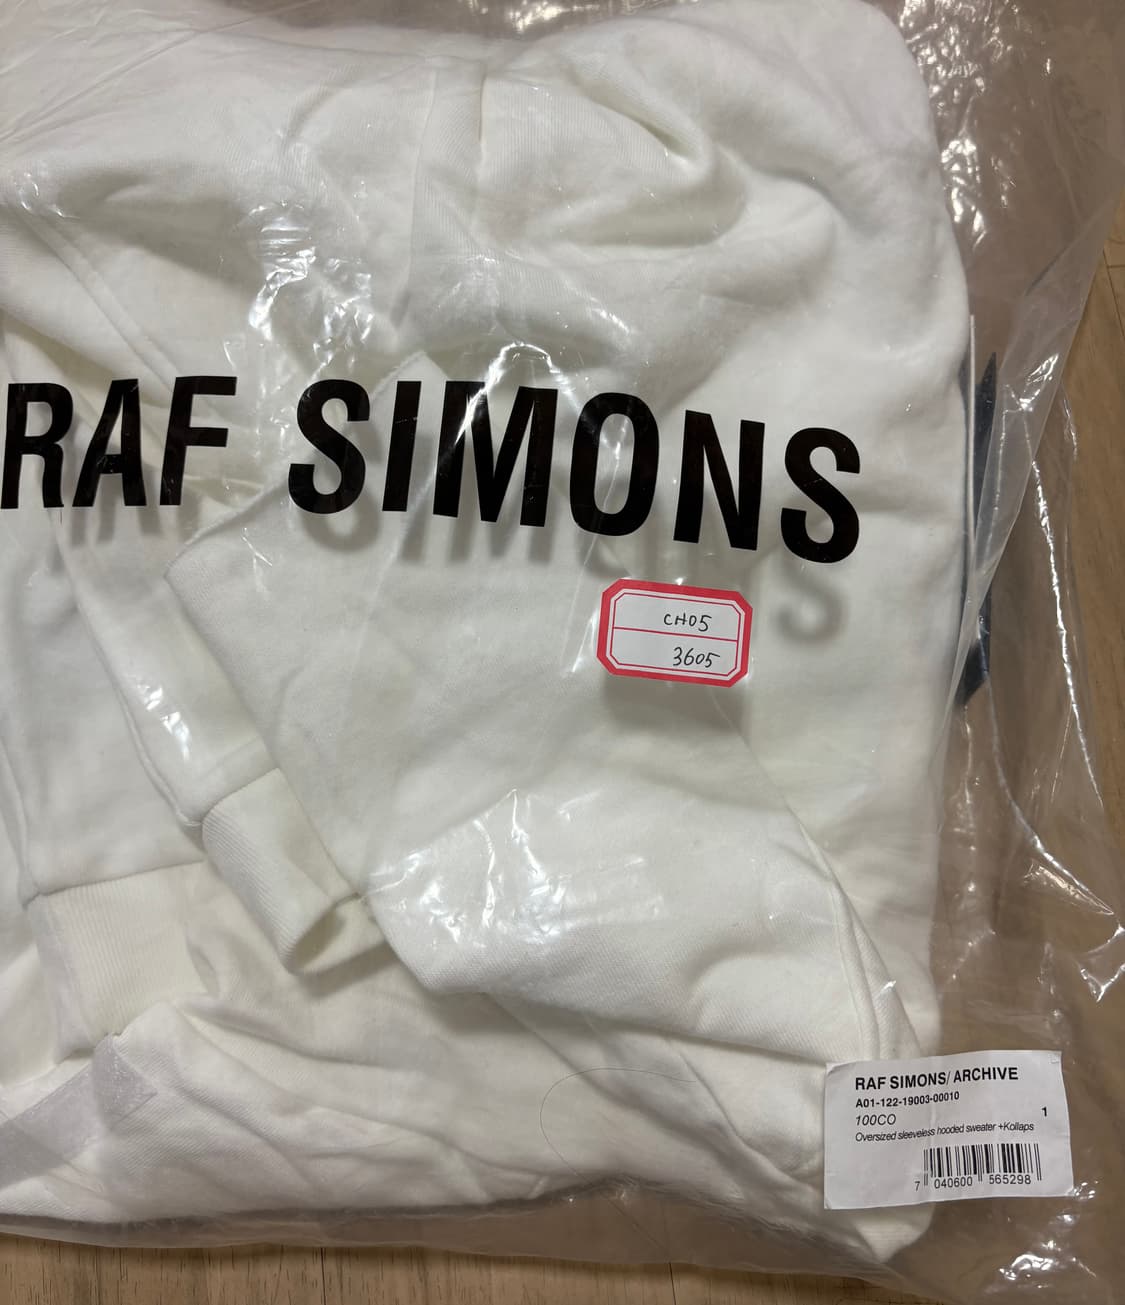 RAF SIMONS
CH05
3605
RAF SIMONS/ ARCHIVE
A01-122-19003-00010
100CO
1
Oversized sleeveless hooded sweater +Kollaps
7 040600 565298